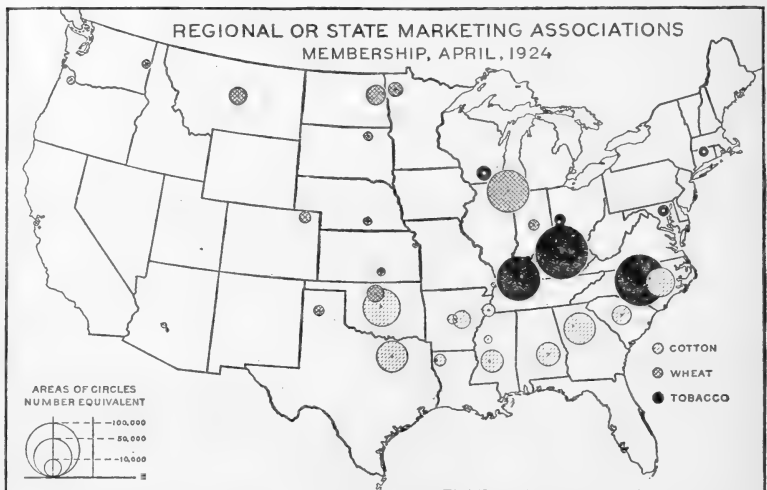 REGIONAL OR STATE MARKETING ASSOCIATIONS
MEMBERSHIP, APRIL, 1924
COTTON
WHEAT
TOBACCO
AREAS OF CIRCLES
NUMBER EQUIVALENT
100,000
50,000
10,000